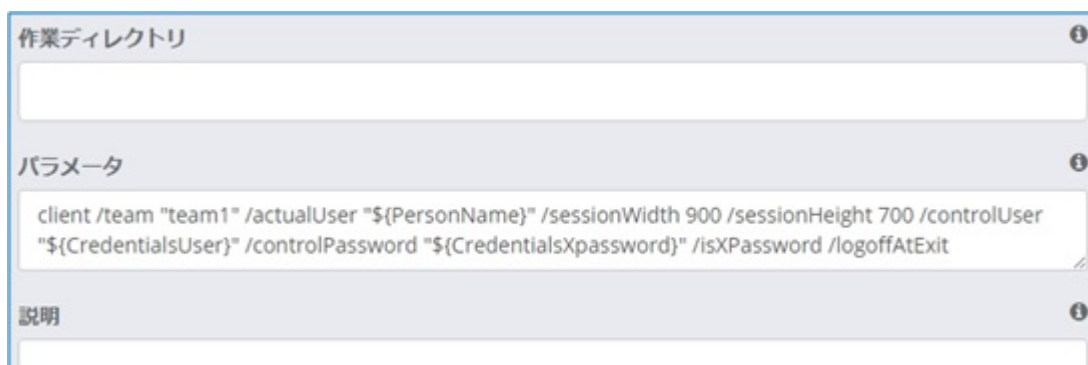 作業ディレクトリ
パラメータ
client /team "team1" /actualUser "${PersonName}" /sessionWidth 900 /sessionHeight 700 /controlUser
"${CredentialsUser}" /controlPassword "${CredentialsXpassword}" /isXPassword /logoffAtExit
説明